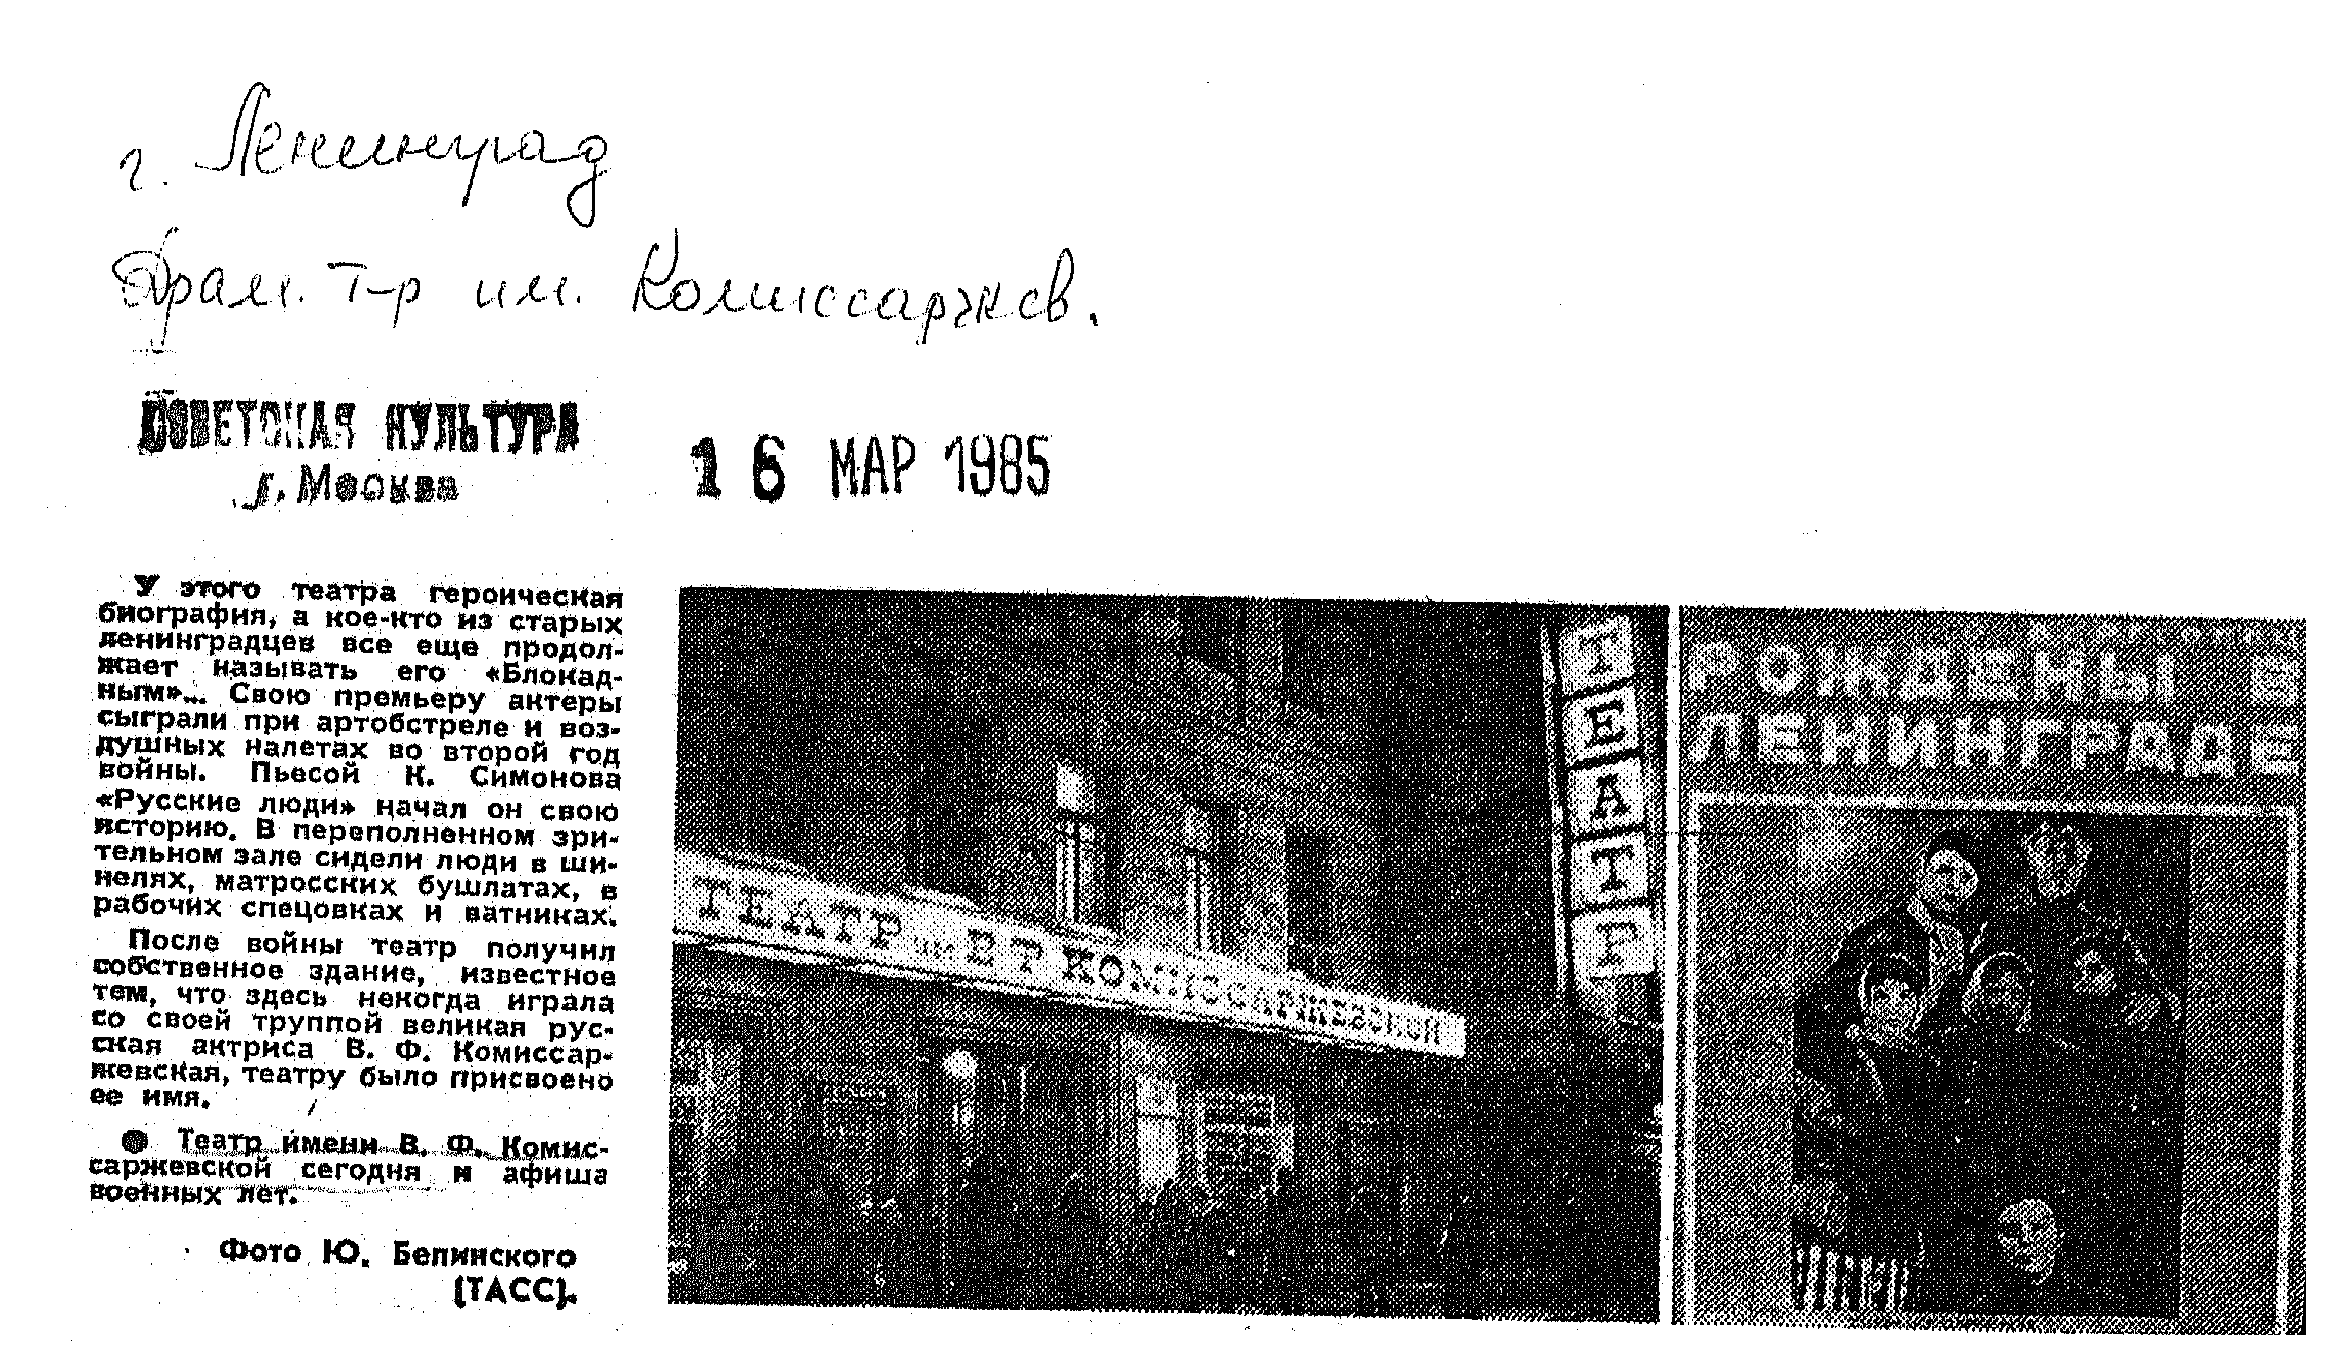 г. Ленинград
Драм. т-р им. Комиссаржев.
СОВЕТСКАЯ КУЛЬТУРА
г. Москва
16 МАР 1985
У этого театра героическая
биография, а кое-кто из старых
ленинградцев все еще продол-
жает называть его «Блокад-
ным»... Свою премьеру актеры
сыграли при артобстреле и воз-
душных налетах во второй год
войны. Пьесой К. Симонова
«Русские люди» начал он свою
историю. В переполненном зри-
тельном зале сидели люди в ши-
нелях, матросских бушлатах, в
рабочих спецовках и ватниках.
После войны театр получил
собственное здание, известное
тем, что здесь некогда играла
со своей труппой великая рус-
ская актриса В. Ф. Комиссар-
жевская, театру было присвоено
ее имя.
● Театр имени В. Ф. Комис-
саржевской сегодня и афиша
военных лет.
Фото Ю. Белинского
(ТАСС).
ТЕАТР им В Ф КОМИССАРЖЕВСКОЙ
ТЕАТР
РОЖДЕНЫ В
ЛЕНИНГРАДЕ